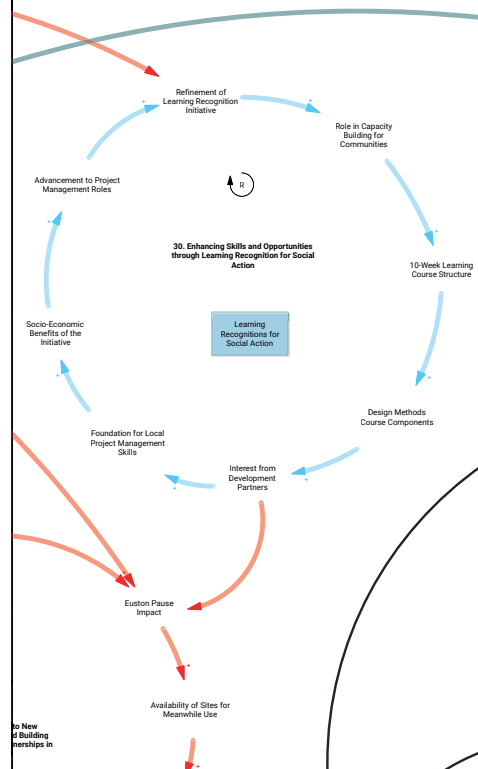 Refinement of
Learning Recognition
Initiative
Role in Capacity
Building for
Communities
Advancement to Project
Management Roles
R
30. Enhancing Skills and Opportunities
through Learning Recognition for Social
Action
10-Week Learning
Course Structure
Learning
Recognitions for
Social Action
Socio-Economic
Benefits of the
Initiative
Design Methods
Course Components
Foundation for Local
Project Management
Skills
Interest from
Development
Partners
Euston Pause
Impact
Availability of Sites for
Meanwhile Use
to New
d Building
nerships in